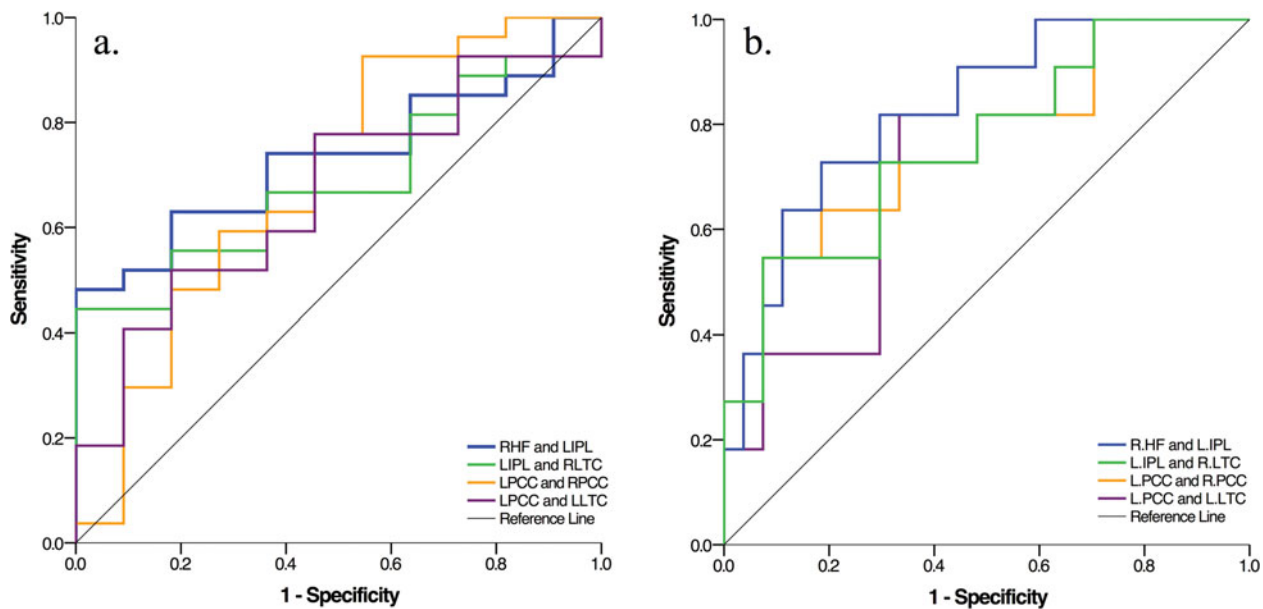 a.
1.0
0.8
0.6
0.4
0.2
0.0
Sensitivity
0.0 0.2 0.4 0.6 0.8 1.0
1 - Specificity
RHF and LIPL
LIPL and RLTC
LPCC and RPCC
LPCC and LLTC
Reference Line
b.
1.0
0.8
0.6
0.4
0.2
0.0
Sensitivity
0.0 0.2 0.4 0.6 0.8 1.0
1 - Specificity
R.HF and L.IPL
L.IPL and R.LTC
L.PCC and R.PCC
L.PCC and L.LTC
Reference Line